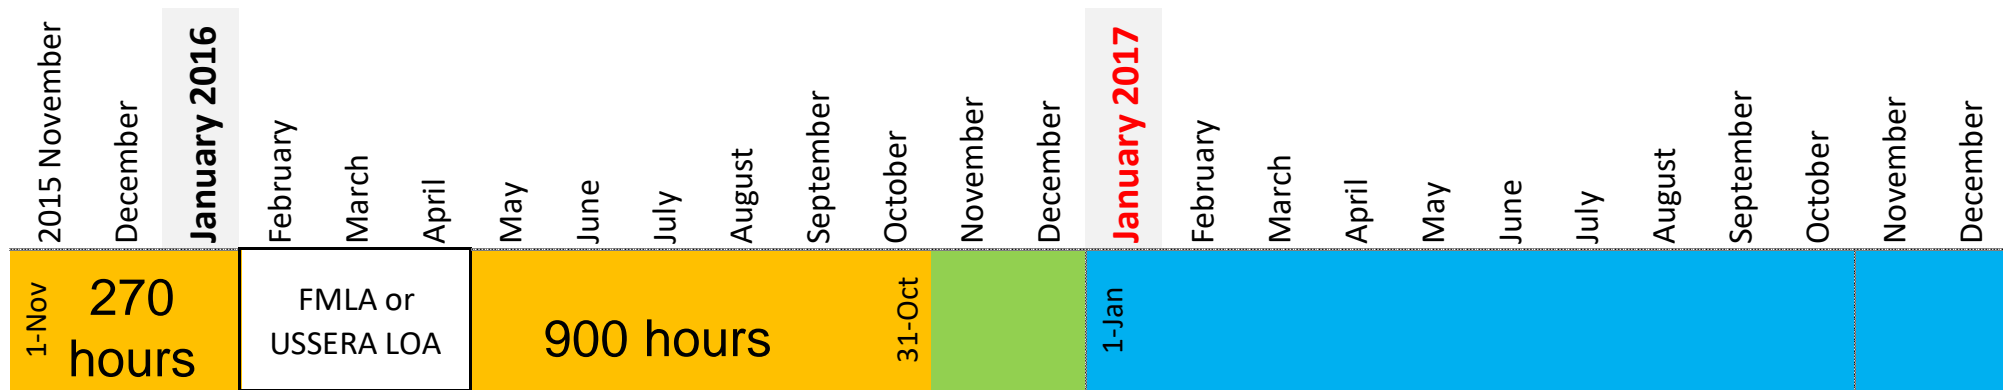 2015 November
December
January 2016
February
March
April
May
June
July
August
September
October
November
December
January 2017
February
March
April
May
June
July
August
September
October
November
December
1-Nov
270
hours
FMLA or
USSERA LOA
900 hours
31-Oct
1-Jan